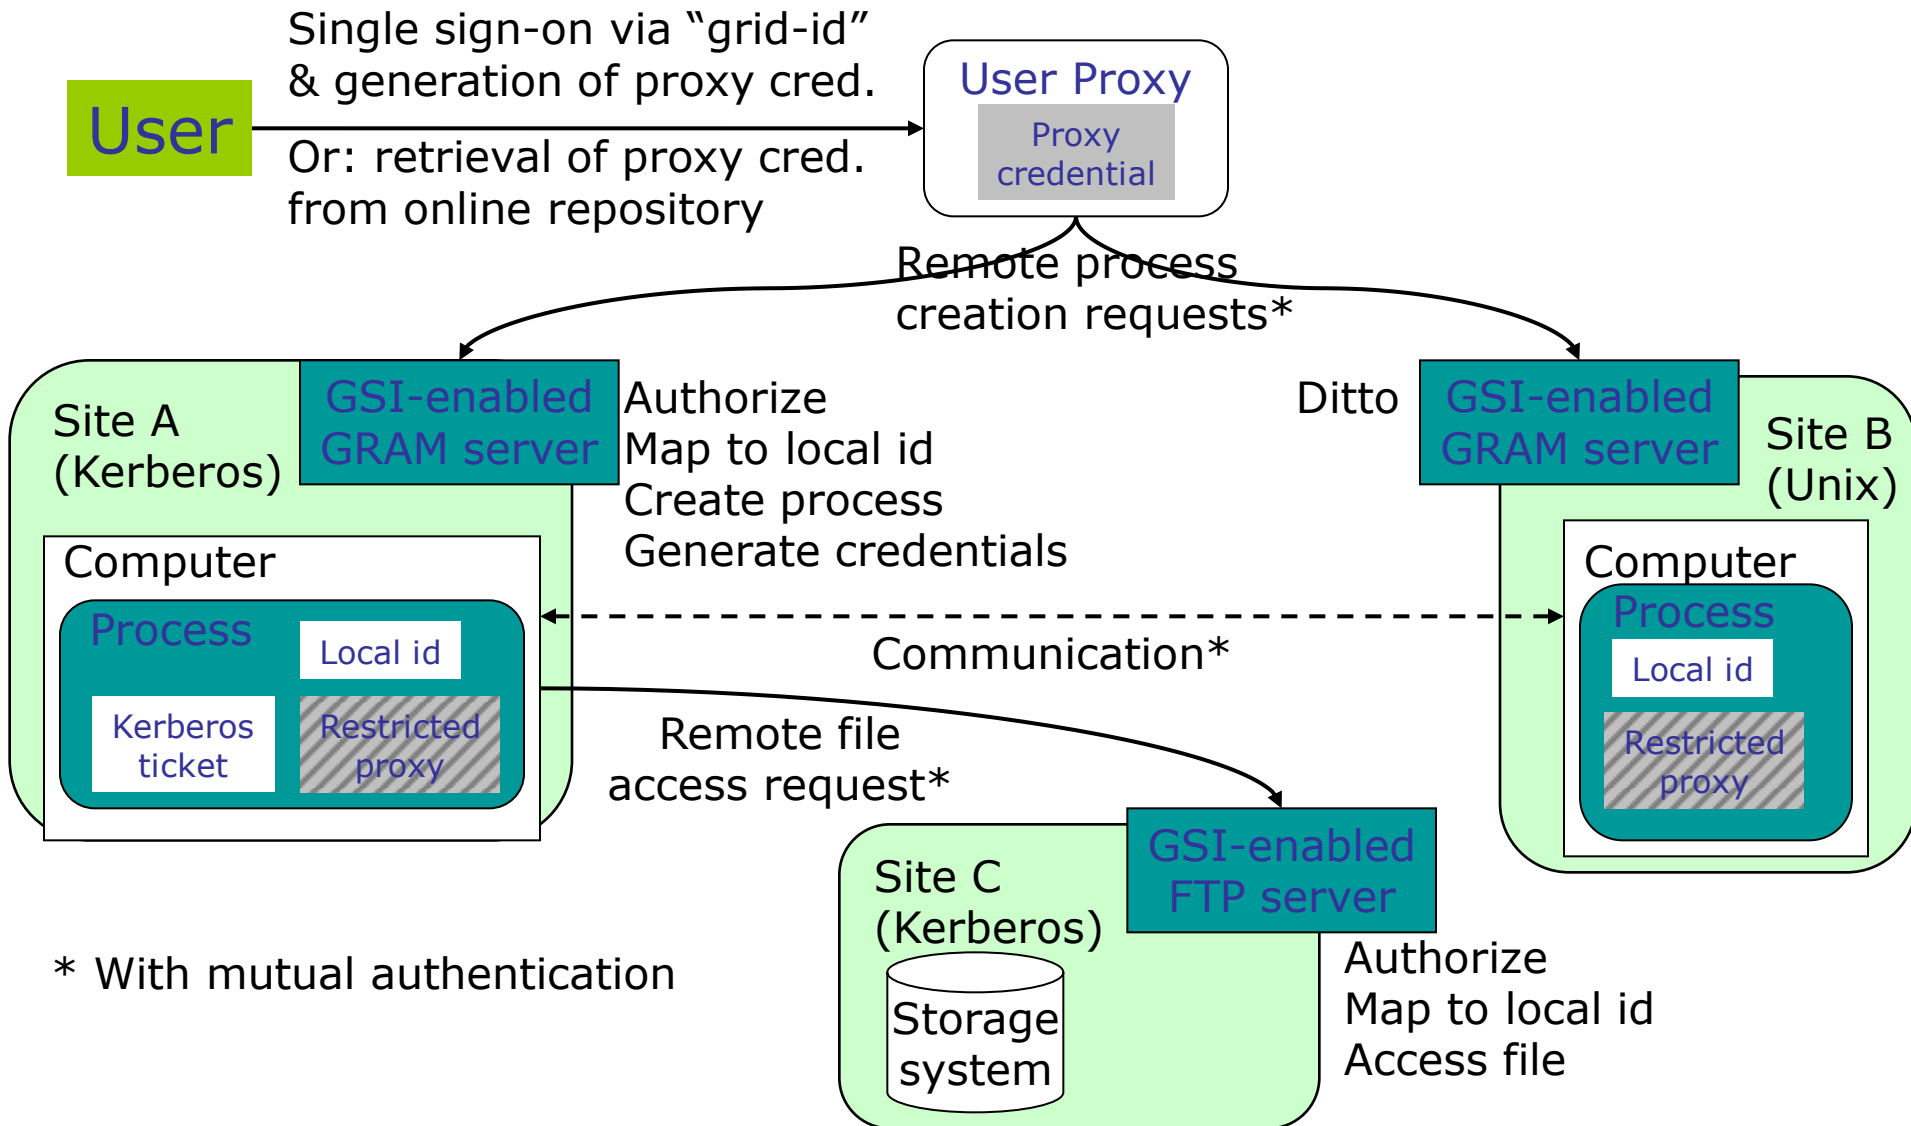 Single sign-on via “grid-id”
& generation of proxy cred.
User
Or: retrieval of proxy cred.
from online repository
User Proxy
Proxy
credential
Remote process
creation requests*
GSI-enabled
GRAM server
Site A
(Kerberos)
Authorize
Map to local id
Create process
Generate credentials
Ditto
GSI-enabled
GRAM server
Site B
(Unix)
Computer
Process
Local id
Kerberos
ticket
Restricted
proxy
Communication*
Computer
Process
Local id
Restricted
proxy
Remote file
access request*
GSI-enabled
FTP server
Site C
(Kerberos)
Storage
system
Authorize
Map to local id
Access file
* With mutual authentication